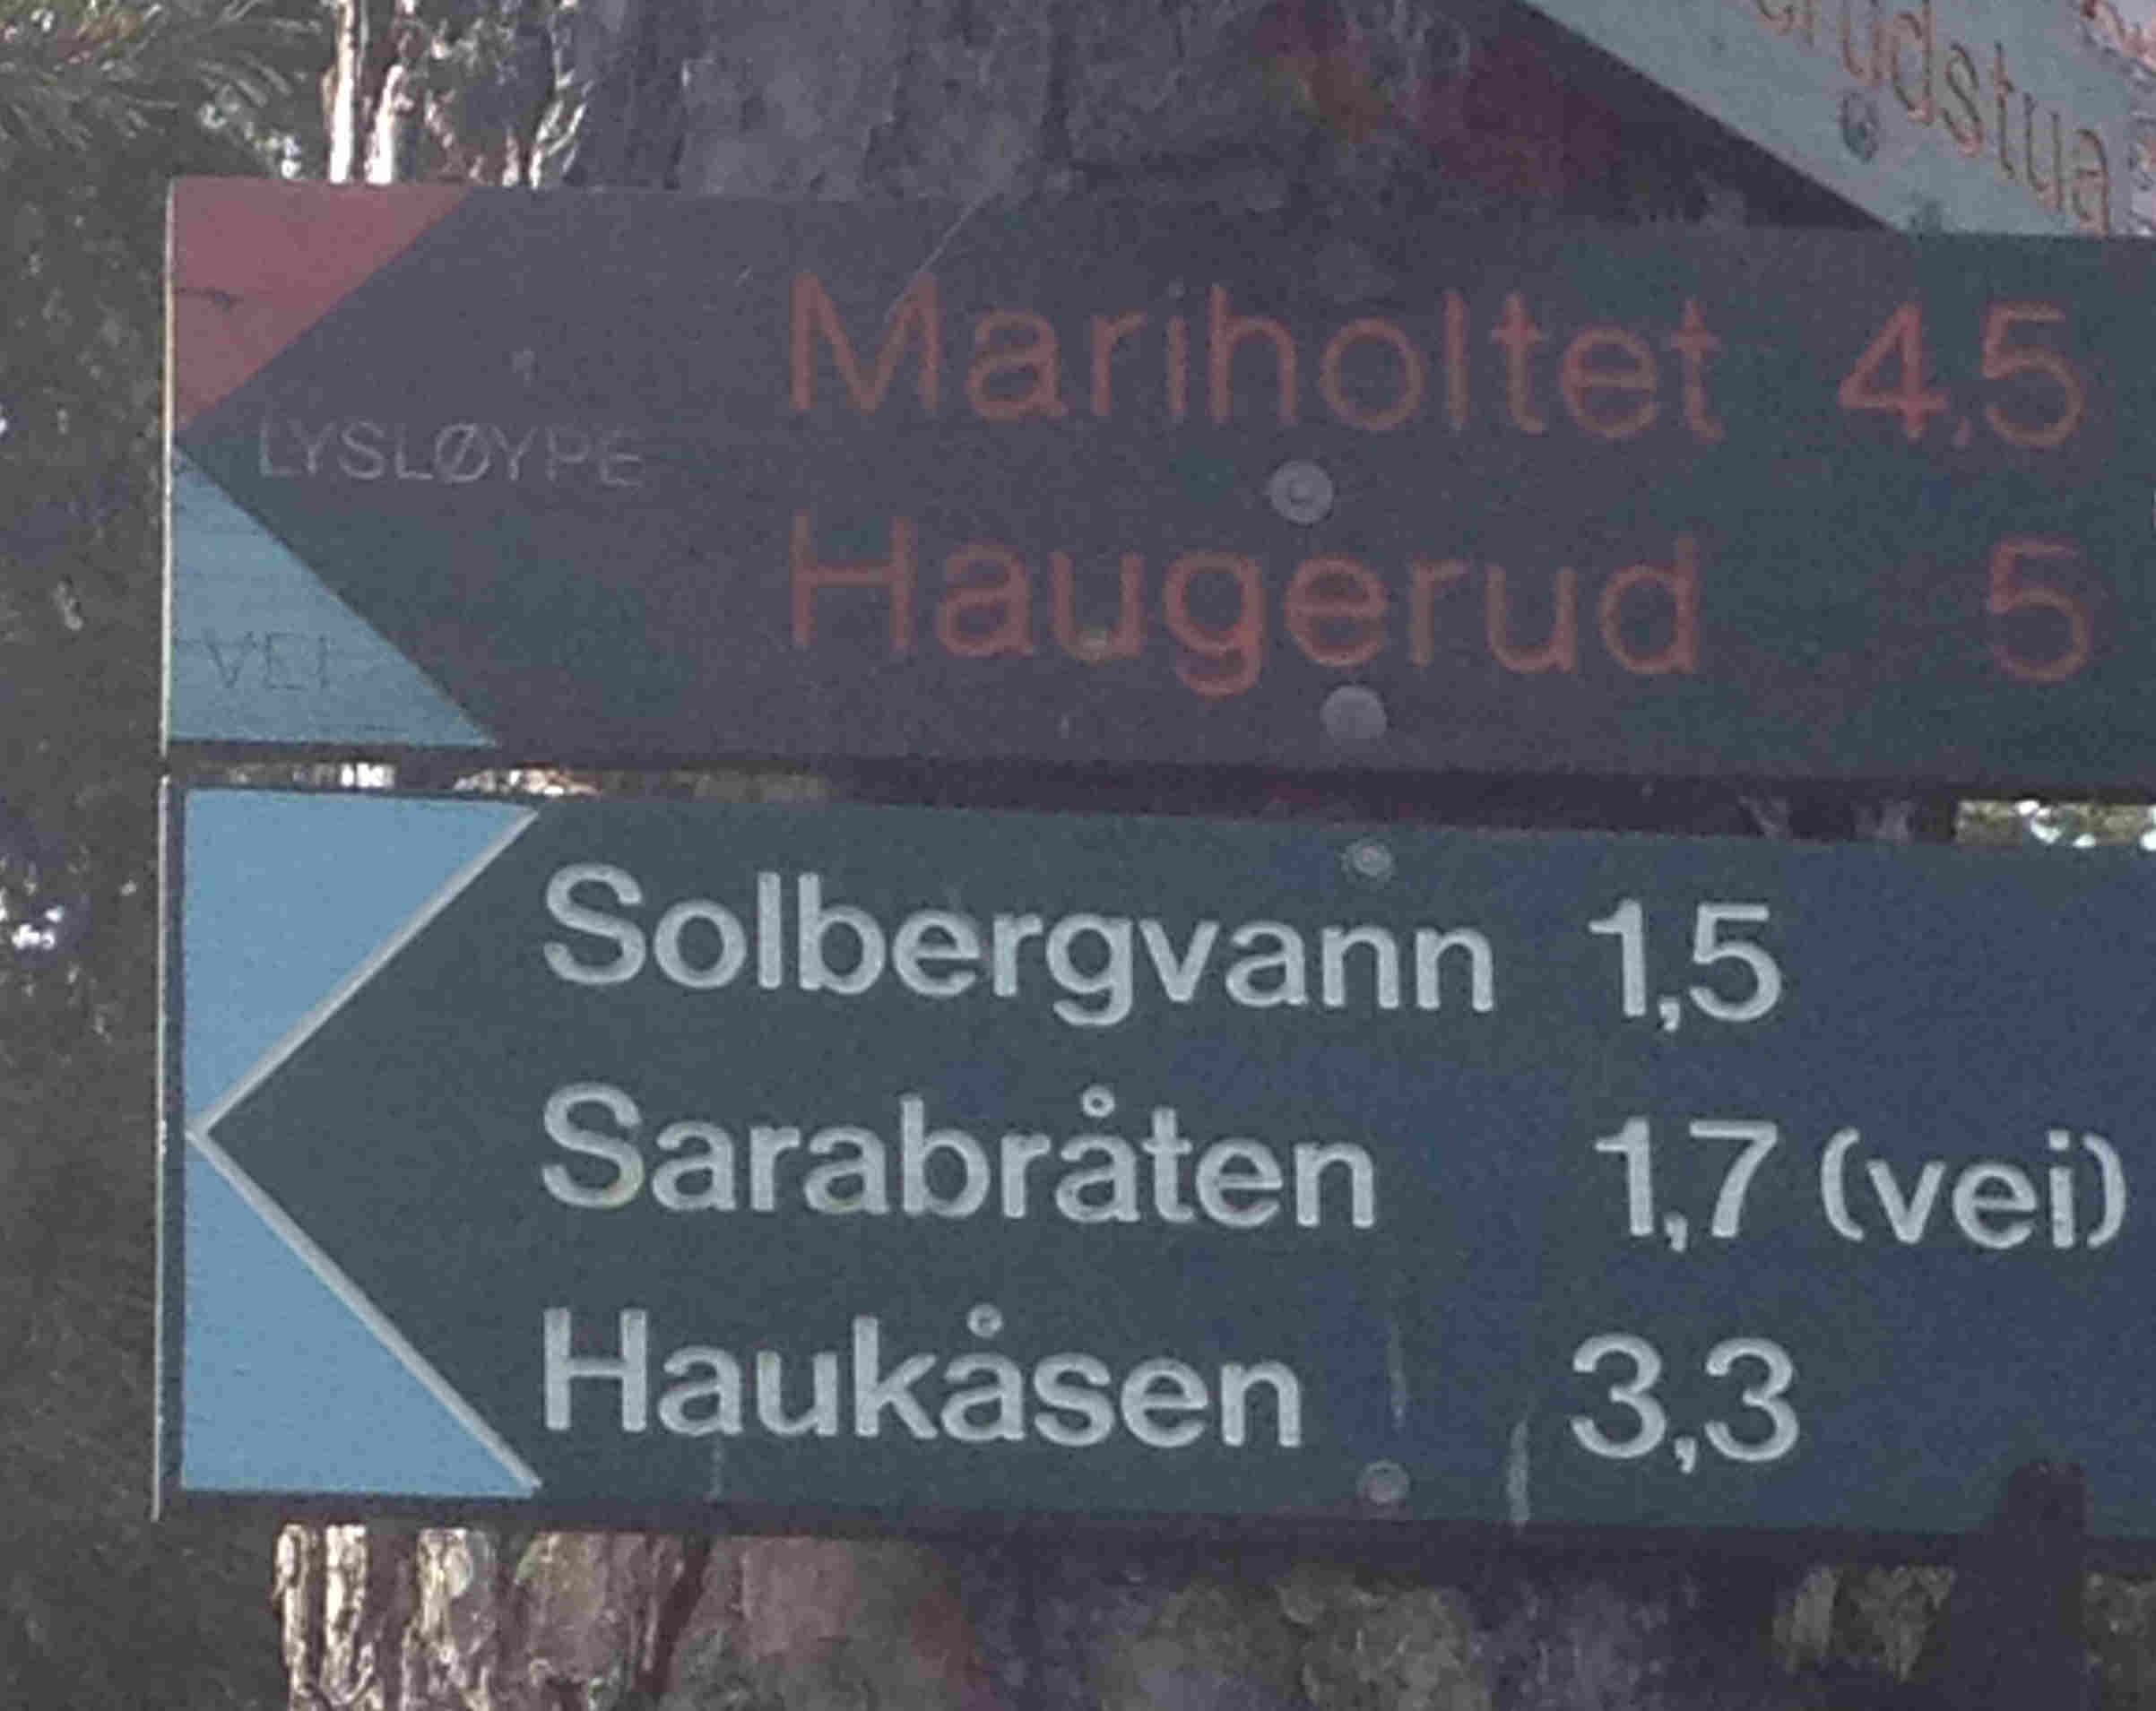 Mariholtet 4,5
LYSLØYPE
Haugerud 5
VEI
Solbergvann 1,5
Sarabråten 1,7 (vei)
Haukåsen 3,3